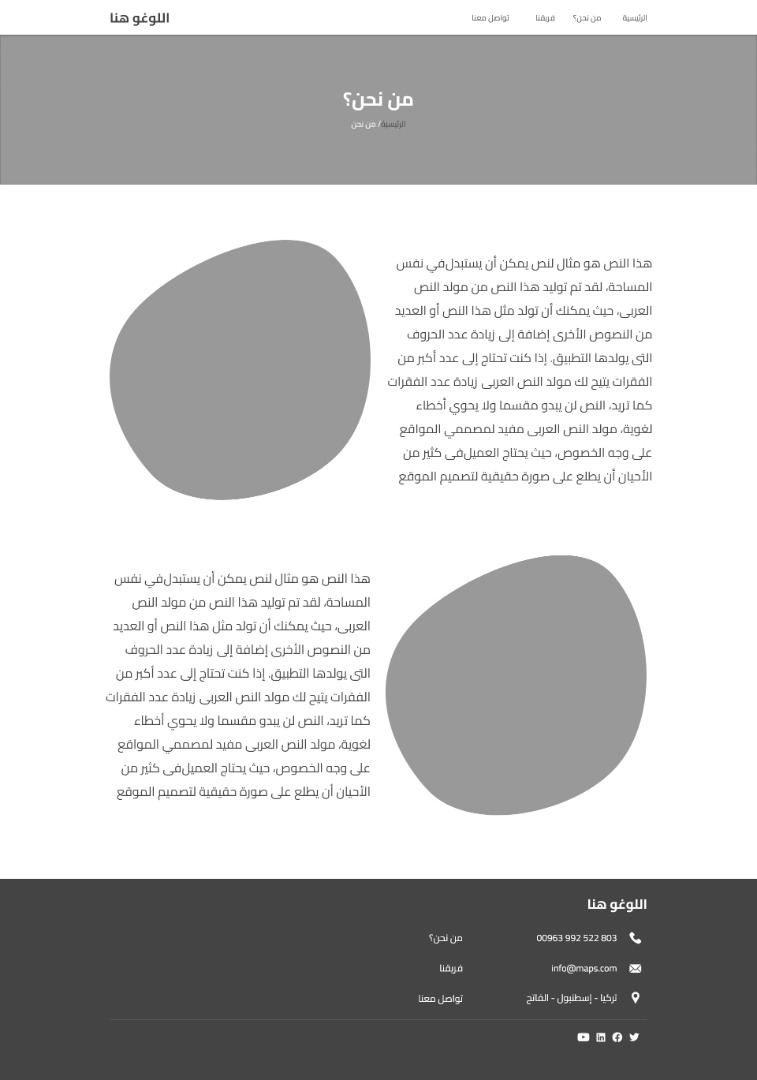 الرئيسية
من نحن؟
فريقنا
تواصل معنا
اللوغو هنا
من نحن؟
الرئيسية/ من نحن
هذا النص هو مثال لنص يمكن أن يستبدل في نفس
المساحة، لقد تم توليد هذا النص من مولد النص
العربى، حيث يمكنك أن تولد مثل هذا النص أو العديد
من النصوص الأخرى إضافة إلى زيادة عدد الحروف
التى يولدها التطبيق. إذا كنت تحتاج إلى عدد أكبر من
الفقرات يتيح لك مولد النص العربى زيادة عدد الفقرات
كما تريد، النص لن يبدو مقسما ولا يحوي أخطاء
لغوية، مولد النص العربى مفيد لمصممي المواقع
على وجه الخصوص، حيث يحتاج العميل فى كثير من
الأحيان أن يطلع على صورة حقيقية لتصميم الموقع
هذا النص هو مثال لنص يمكن أن يستبدل في نفس
المساحة، لقد تم توليد هذا النص من مولد النص
العربى، حيث يمكنك أن تولد مثل هذا النص أو العديد
من النصوص الأخرى إضافة إلى زيادة عدد الحروف
التى يولدها التطبيق. إذا كنت تحتاج إلى عدد أكبر من
الفقرات يتيح لك مولد النص العربى زيادة عدد الفقرات
كما تريد، النص لن يبدو مقسما ولا يحوي أخطاء
لغوية، مولد النص العربى مفيد لمصممي المواقع
على وجه الخصوص، حيث يحتاج العميل فى كثير من
الأحيان أن يطلع على صورة حقيقية لتصميم الموقع
اللوغو هنا
00963 992 522 803
info@maps.com
تركيا - إسطنبول - الفاتح
من نحن؟
فريقنا
تواصل معنا